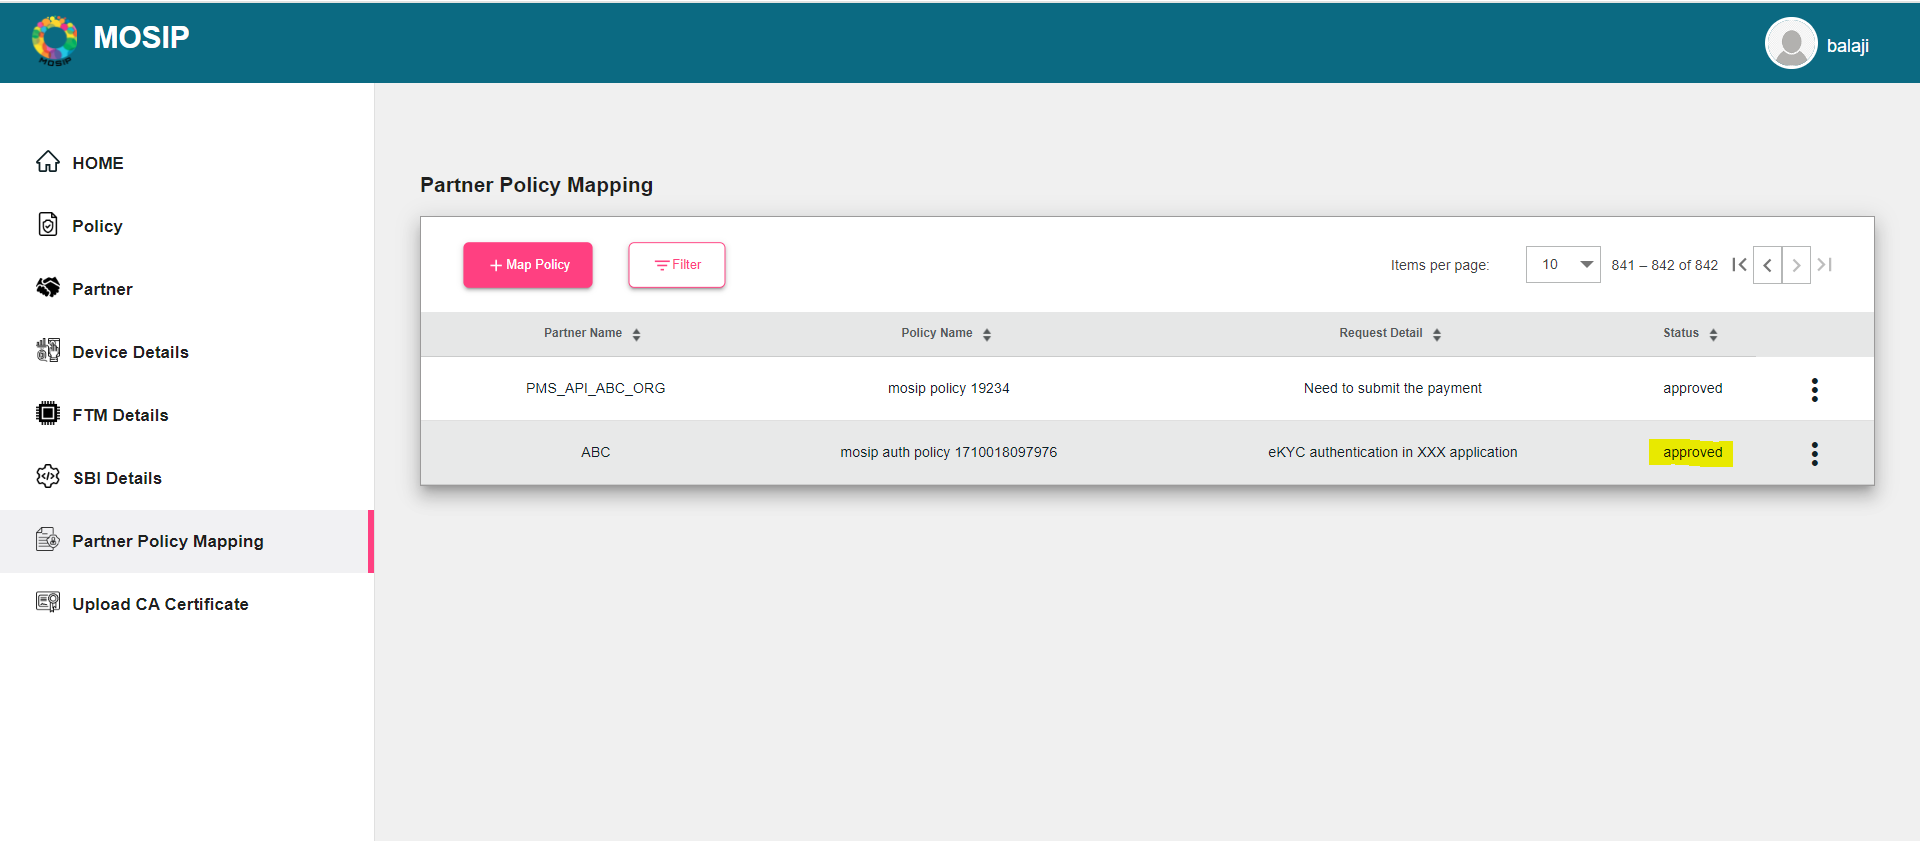 MOSIP
MOSIP
balaji
HOME
Policy
Partner
Device Details
FTM Details
SBI Details
Partner Policy Mapping
Upload CA Certificate
Partner Policy Mapping
+ Map Policy
Filter
Items per page: 10 841 – 842 of 842
Partner Name Policy Name Request Detail Status
PMS_API_ABC_ORG mosip policy 19234 Need to submit the payment approved
ABC mosip auth policy 1710018097976 eKYC authentication in XXX application approved